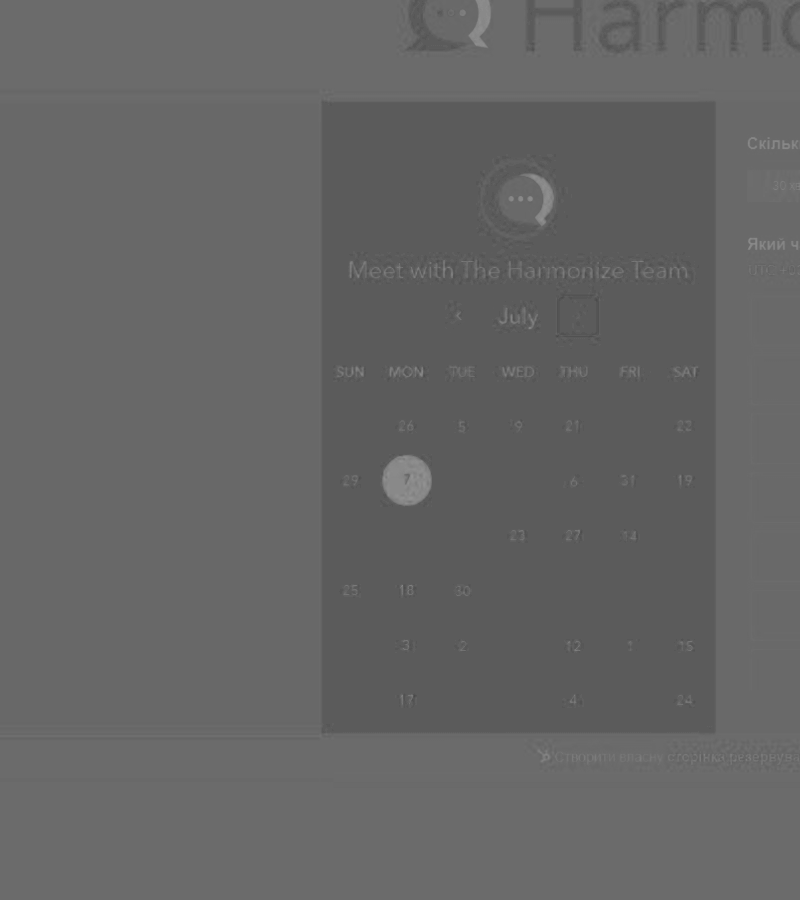 Harmo
Meet with The Harmonize Team
July
SUN MON TUE WED THU FRI SAT
26 5 9 21 22
29 7 6 31 19
23 27 14
25 18 30
3 2 12 1 15
17 4 24
Скільк
Який ч
сторінка резервува